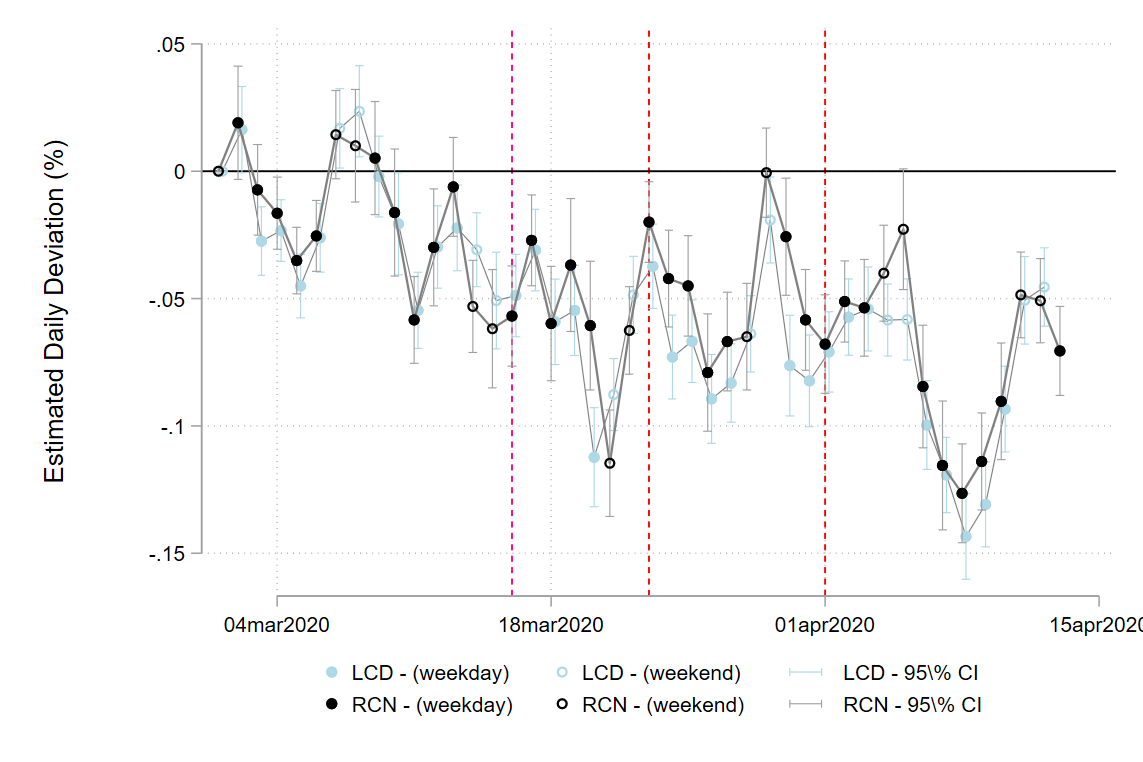 Estimated Daily Deviation (%)
.05
0
-.05
-.1
-.15
04mar2020 18mar2020 01apr2020 15apr202
LCD - (weekday) LCD - (weekend) LCD - 95\% CI
RCN - (weekday) RCN - (weekend) RCN - 95\% CI